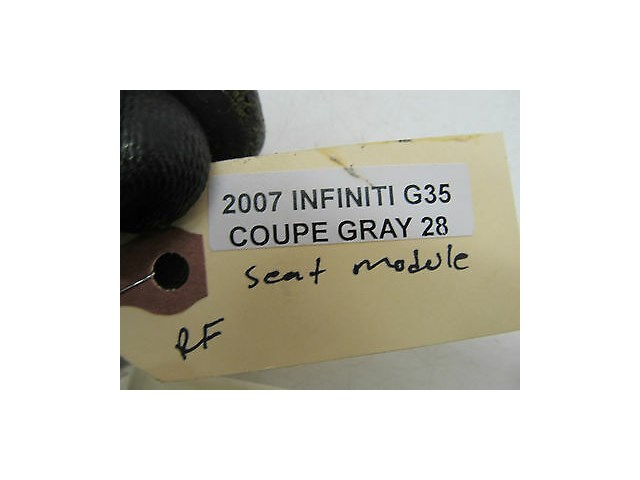 2007 INFINITI G35
COUPE GRAY 28
Seat module
RF